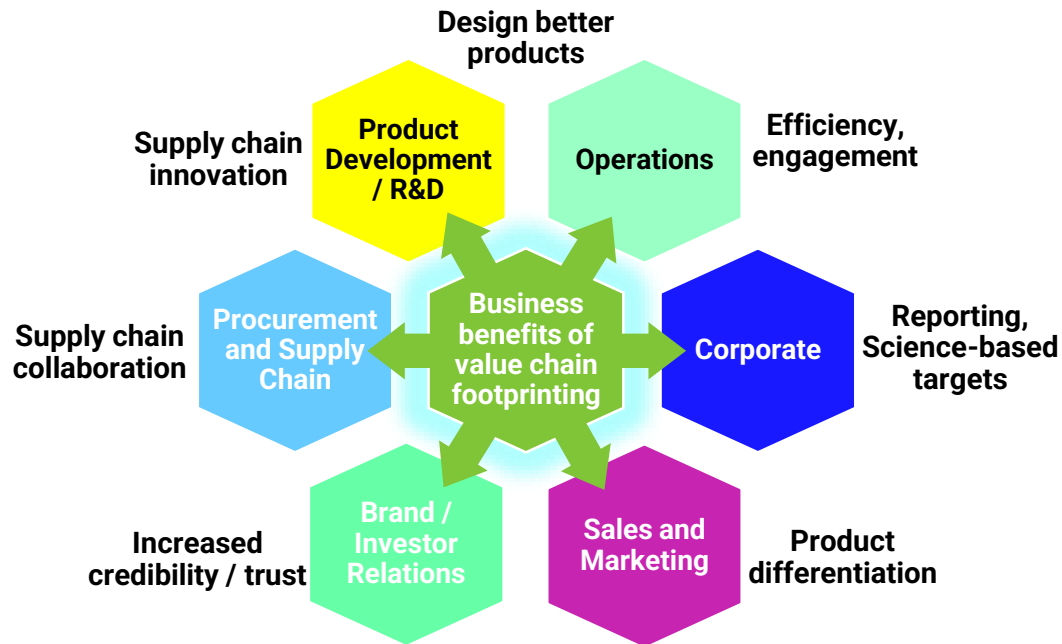 Design better
products
Product
Development
/ R&D
Operations
Supply chain
innovation
Efficiency,
engagement
Procurement
and Supply
Chain
Business
benefits of
value chain
footprinting
Corporate
Supply chain
collaboration
Reporting,
Science-based
targets
Brand /
Investor
Relations
Sales and
Marketing
Increased
credibility / trust
Product
differentiation